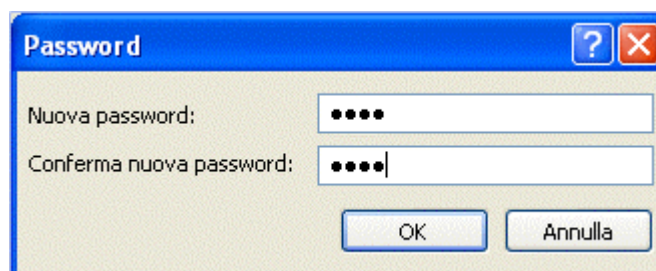 Password
?
Nuova password: ••••
Conferma nuova password: ••••
OK Annulla